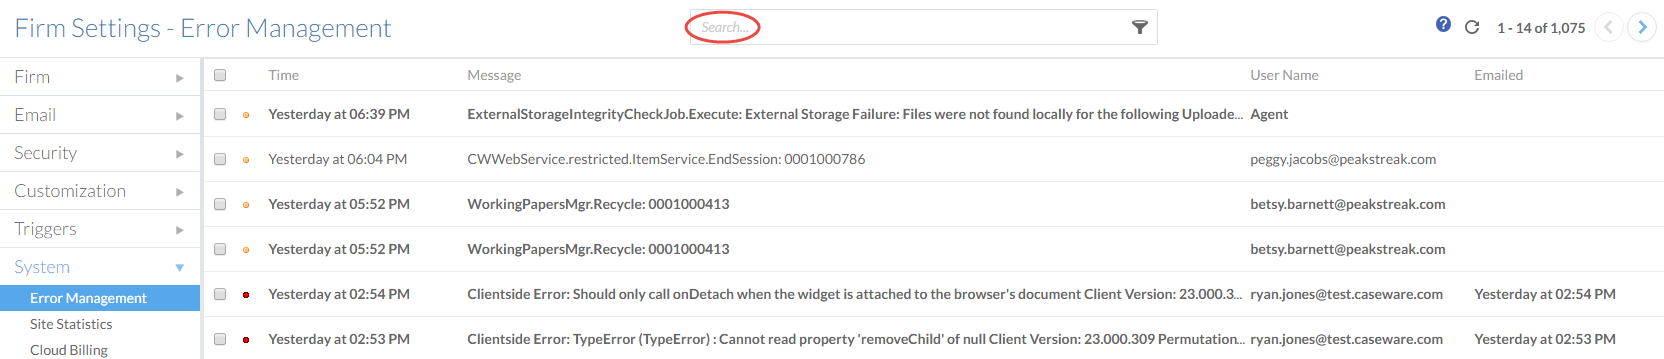 Firm Settings - Error Management
Search...
? 1 - 14 of 1,075
Firm
Email
Security
Customization
Triggers
System
Error Management
Site Statistics
Cloud Billing
Time Message User Name Emailed
Yesterday at 06:39 PM ExternalStorageIntegrityCheckJob.Execute: External Storage Failure: Files were not found locally for the following Uploade... Agent
Yesterday at 06:04 PM CWWebService.restricted.ItemService.EndSession: 0001000786 peggy.jacobs@peakstreak.com
Yesterday at 05:52 PM WorkingPapersMgr.Recycle: 0001000413 betsy.barnett@peakstreak.com
Yesterday at 05:52 PM WorkingPapersMgr.Recycle: 0001000413 betsy.barnett@peakstreak.com
Yesterday at 02:54 PM Clientside Error: Should only call onDetach when the widget is attached to the browser's document Client Version: 23.000.3... ryan.jones@test.caseware.com Yesterday at 02:54 PM
Yesterday at 02:53 PM Clientside Error: TypeError (TypeError) : Cannot read property 'removeChild' of null Client Version: 23.000.309 Permutation... ryan.jones@test.caseware.com Yesterday at 02:53 PM